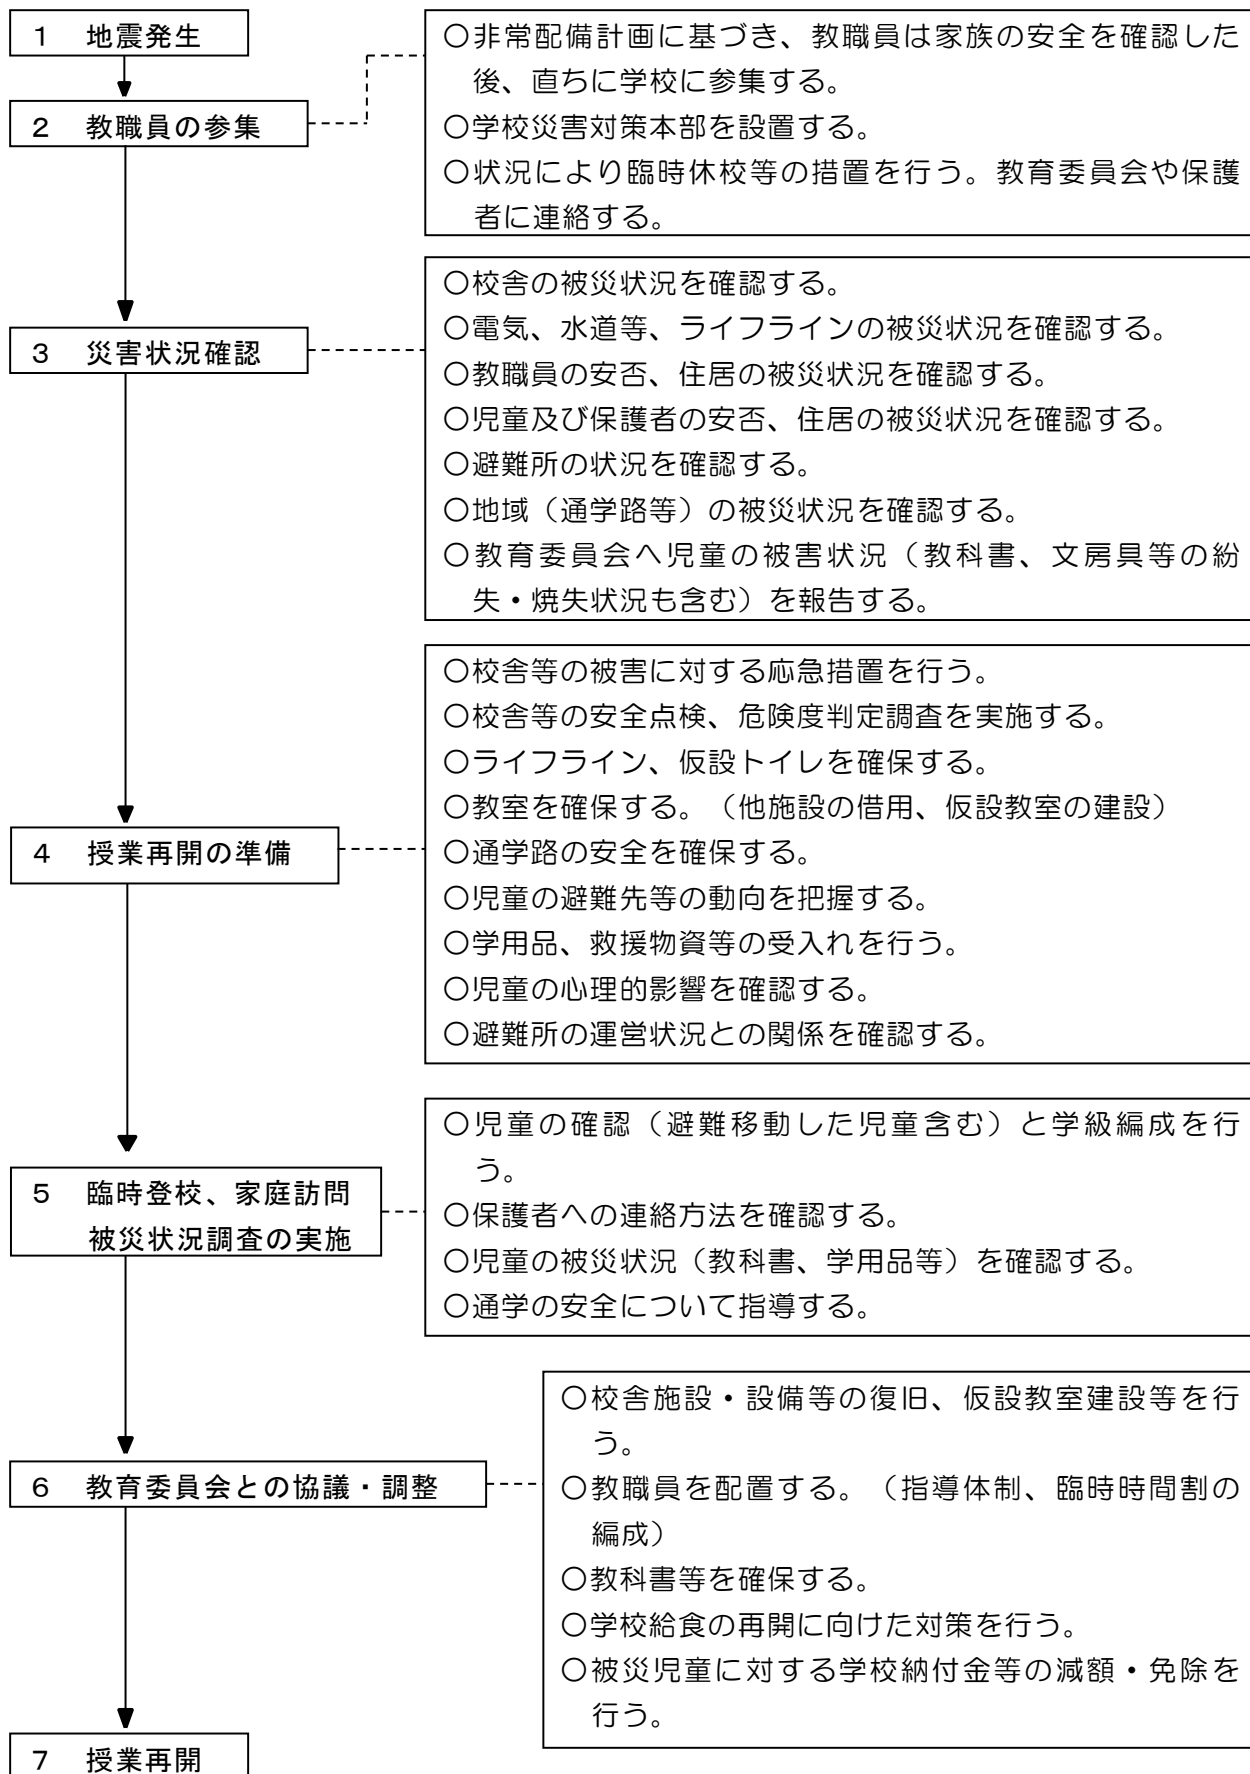 1　地震発生
○非常配備計画に基づき、教職員は家族の安全を確認した
後、直ちに学校に参集する。
○学校災害対策本部を設置する。
○状況により臨時休校等の措置を行う。教育委員会や保護
者に連絡する。
2　教職員の参集
○校舎の被災状況を確認する。
○電気、水道等、ライフラインの被災状況を確認する。
○教職員の安否、住居の被災状況を確認する。
○児童及び保護者の安否、住居の被災状況を確認する。
○避難所の状況を確認する。
○地域（通学路等）の被災状況を確認する。
○教育委員会へ児童の被害状況（教科書、文房具等の紛
失・焼失状況も含む）を報告する。
3　災害状況確認
○校舎等の被害に対する応急措置を行う。
○校舎等の安全点検、危険度判定調査を実施する。
○ライフライン、仮設トイレを確保する。
○教室を確保する。（他施設の借用、仮設教室の建設）
○通学路の安全を確保する。
○児童の避難先等の動向を把握する。
○学用品、救援物資等の受入れを行う。
○児童の心理的影響を確認する。
○避難所の運営状況との関係を確認する。
4　授業再開の準備
○児童の確認（避難移動した児童含む）と学級編成を行
う。
○保護者への連絡方法を確認する。
○児童の被災状況（教科書、学用品等）を確認する。
○通学の安全について指導する。
5　臨時登校、家庭訪問
被災状況調査の実施
○校舎施設・設備等の復旧、仮設教室建設等を行
う。
○教職員を配置する。（指導体制、臨時時間割の
編成）
○教科書等を確保する。
○学校給食の再開に向けた対策を行う。
○被災児童に対する学校納付金等の減額・免除を
行う。
6　教育委員会との協議・調整
7　授業再開